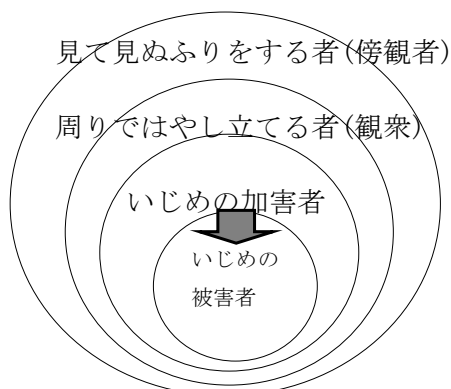 見て見ぬふりをする者(傍観者)
周りではやし立てる者(観衆)
いじめの加害者
いじめの
被害者